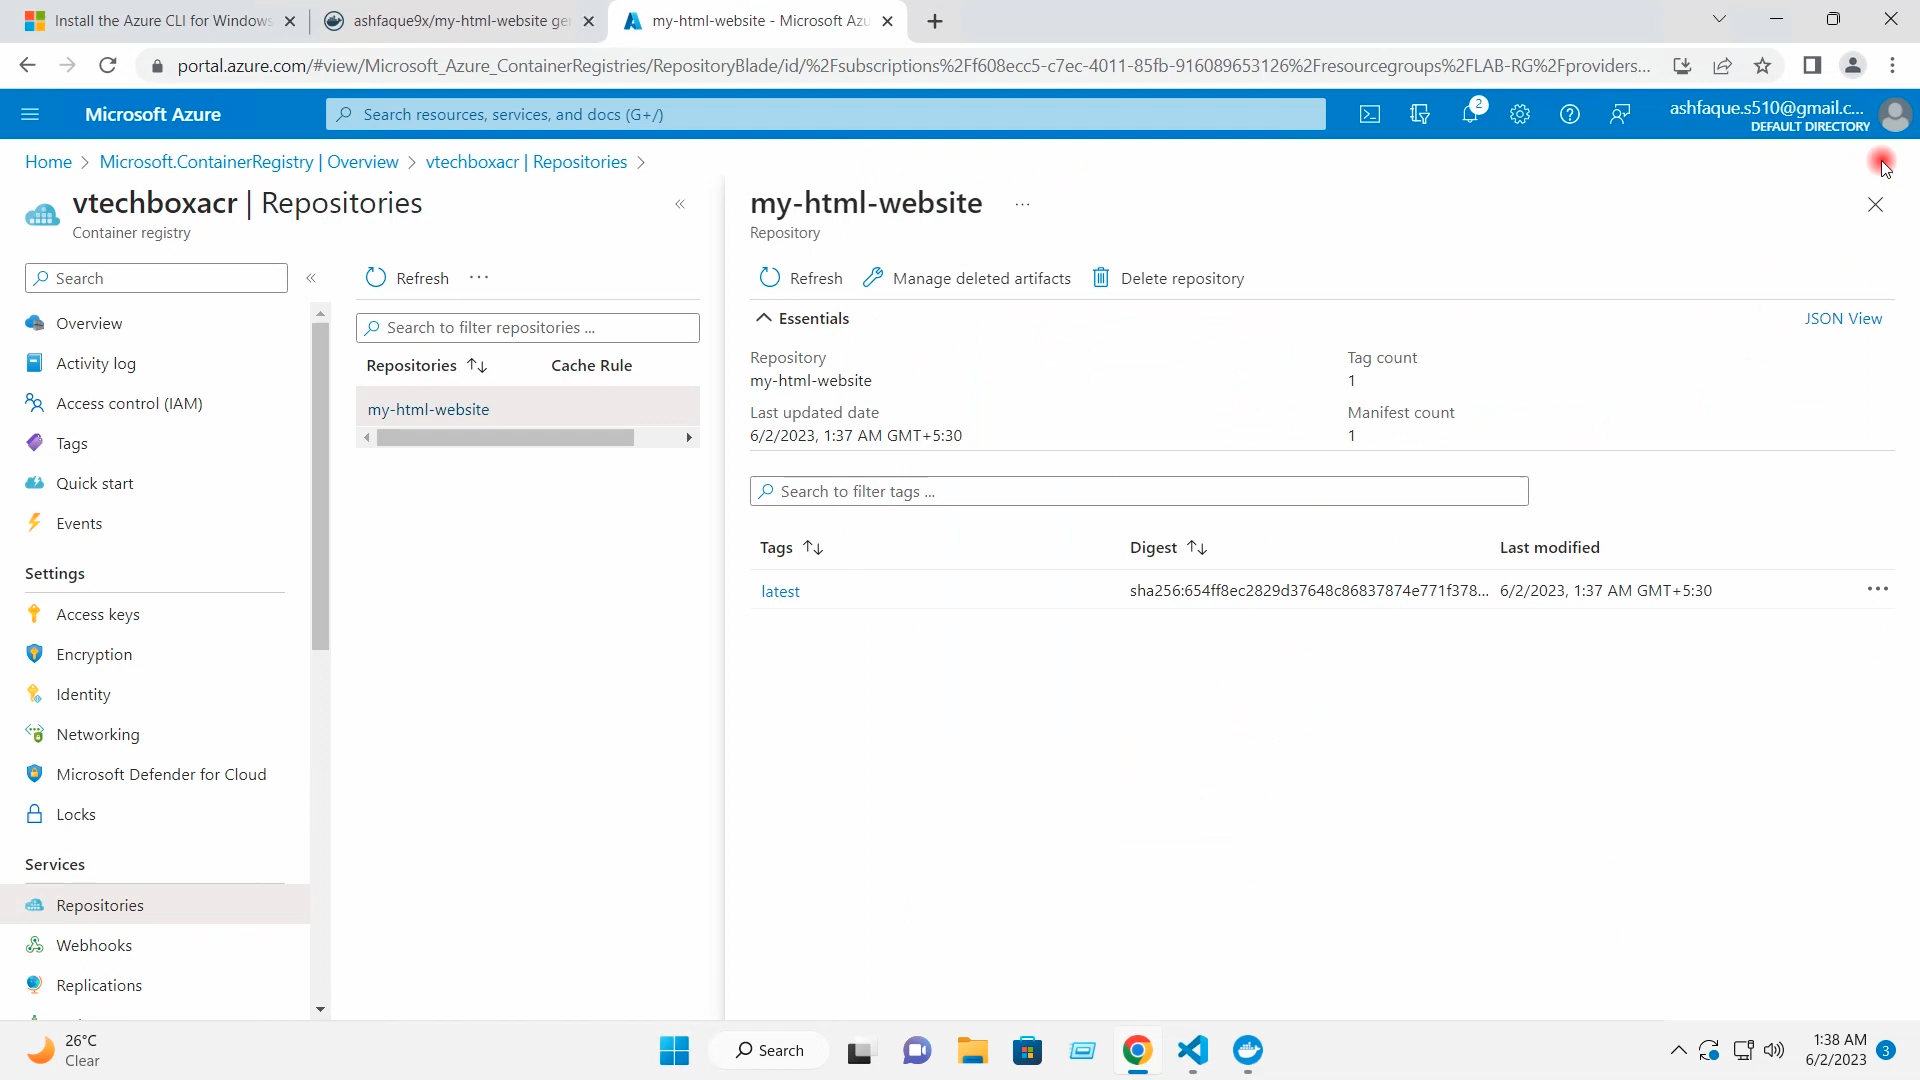 Install the Azure CLI for Windows
ashfaque9x/my-html-website ge
my-html-website - Microsoft Azu
portal.azure.com/#view/Microsoft_Azure_ContainerRegistries/RepositoryBlade/id/%2Fsubscriptions%2Ff608ecc5-c7ec-4011-85fb-916089653126%2Fresourcegroups%2FLAB-RG%2Fproviders...
Microsoft Azure
Search resources, services, and docs (G+/)
2
ashfaque.s510@gmail.c...
DEFAULT DIRECTORY
Home > Microsoft.ContainerRegistry | Overview > vtechboxacr | Repositories >
vtechboxacr | Repositories
Container registry
Search
Overview
Activity log
Access control (IAM)
Tags
Quick start
Events
Settings
Access keys
Encryption
Identity
Networking
Microsoft Defender for Cloud
Locks
Services
Repositories
Webhooks
Replications
Refresh
Search to filter repositories ...
Repositories
Cache Rule
my-html-website
my-html-website
Repository
Refresh
Manage deleted artifacts
Delete repository
Essentials
JSON View
Repository
my-html-website
Tag count
1
Last updated date
6/2/2023, 1:37 AM GMT+5:30
Manifest count
1
Search to filter tags ...
Tags
Digest
Last modified
latest
sha256:654ff8ec2829d37648c86837874e771f378...
6/2/2023, 1:37 AM GMT+5:30
26°C
Clear
Search
1:38 AM
6/2/2023
3